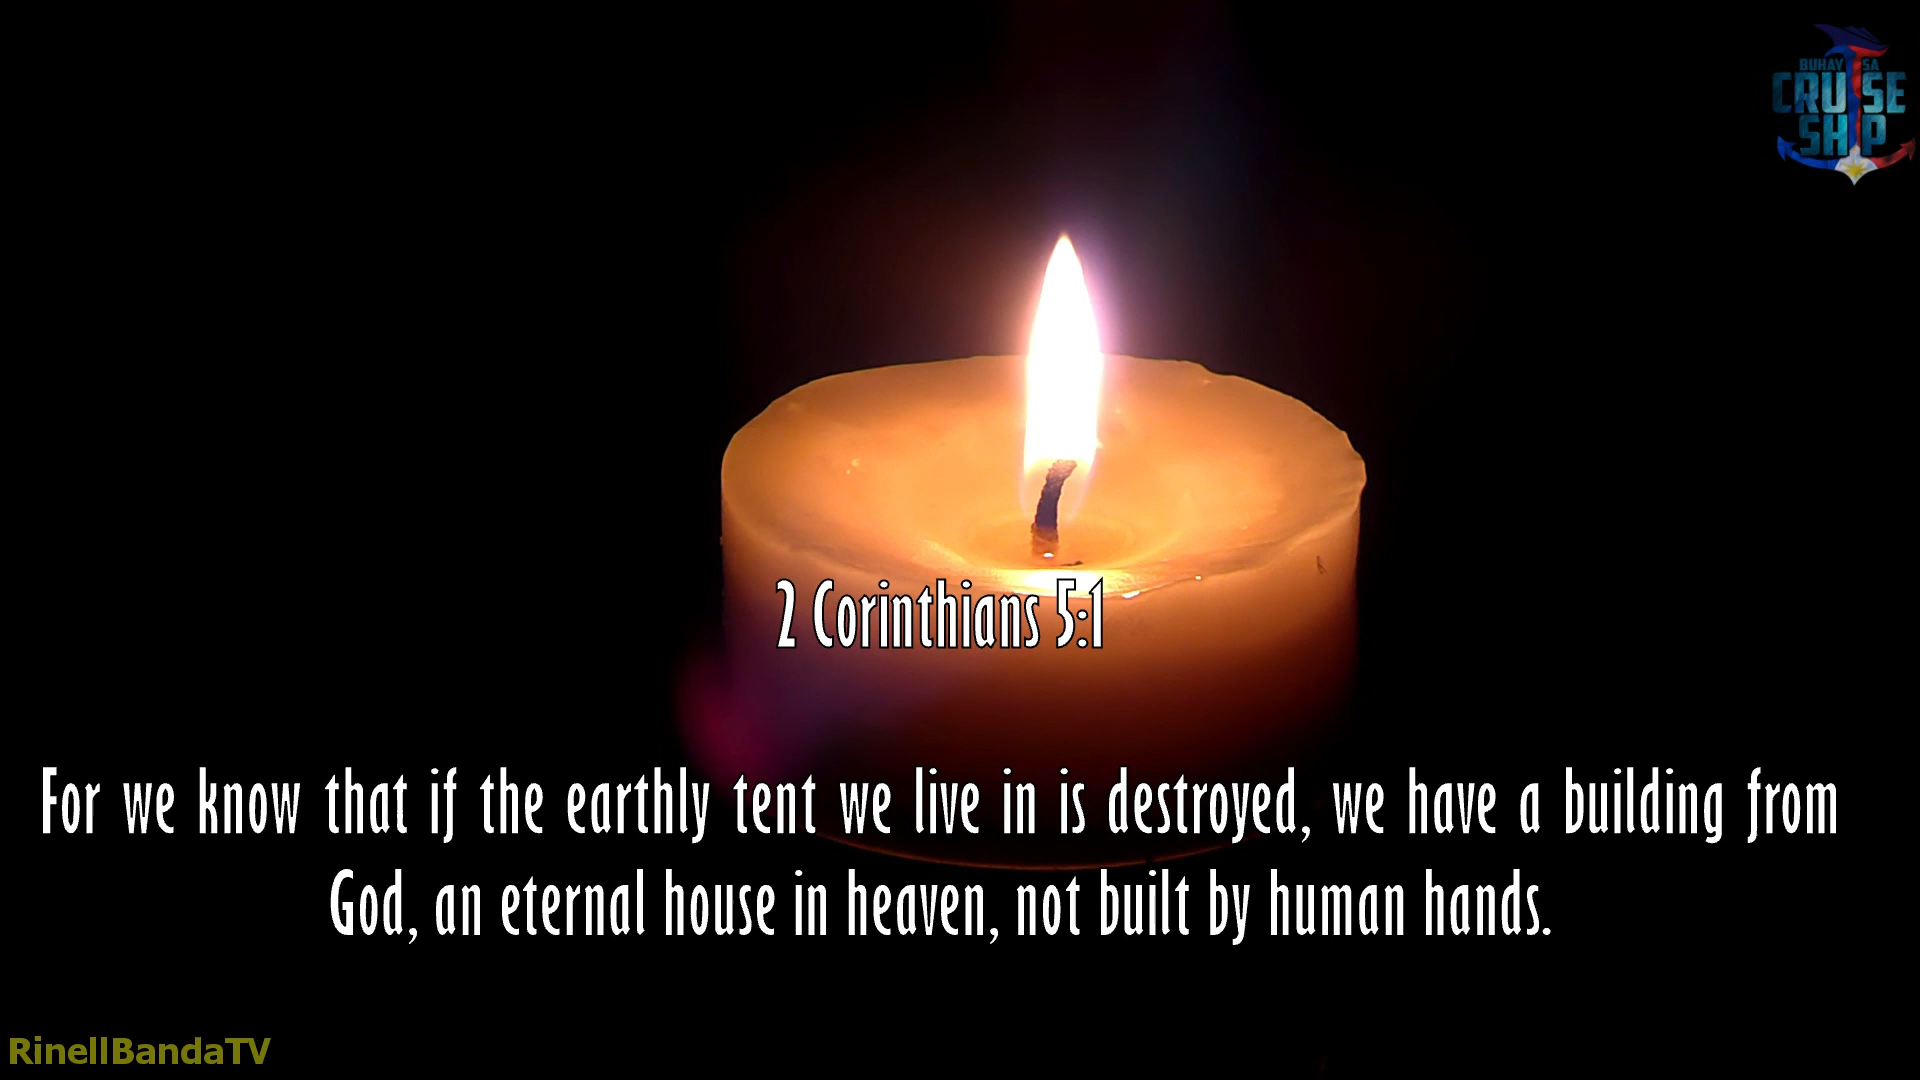 BUHAY SA
CRUISE
SHIP
2 Corinthians 5:1
For we know that if the earthly tent we live in is destroyed, we have a building from
God, an eternal house in heaven, not built by human hands.
RinellBandaTV